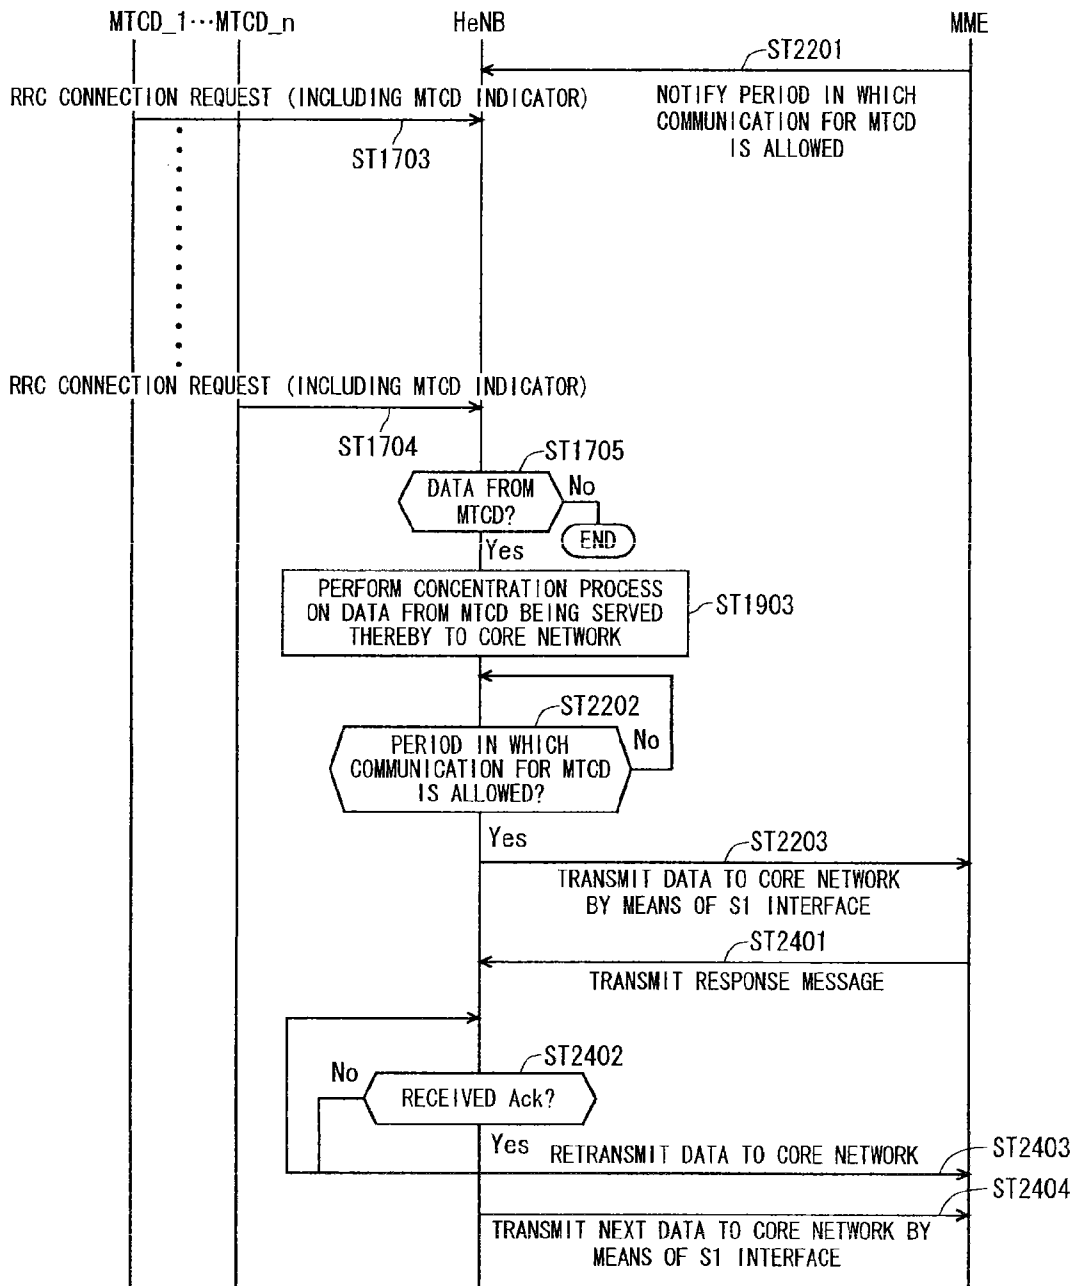 MTCD_1···MTCD_n
HeNB
MME
ST2201
RRC CONNECTION REQUEST (INCLUDING MTCD INDICATOR)
NOTIFY PERIOD IN WHICH
COMMUNICATION FOR MTCD
IS ALLOWED
ST1703
RRC CONNECTION REQUEST (INCLUDING MTCD INDICATOR)
ST1704
ST1705
DATA FROM
MTCD?
No
END
Yes
PERFORM CONCENTRATION PROCESS
ON DATA FROM MTCD BEING SERVED
THEREBY TO CORE NETWORK
ST1903
ST2202
PERIOD IN WHICH
COMMUNICATION FOR MTCD
IS ALLOWED?
No
Yes
ST2203
TRANSMIT DATA TO CORE NETWORK
BY MEANS OF S1 INTERFACE
ST2401
TRANSMIT RESPONSE MESSAGE
ST2402
No
RECEIVED Ack?
Yes
RETRANSMIT DATA TO CORE NETWORK
ST2403
ST2404
TRANSMIT NEXT DATA TO CORE NETWORK BY
MEANS OF S1 INTERFACE